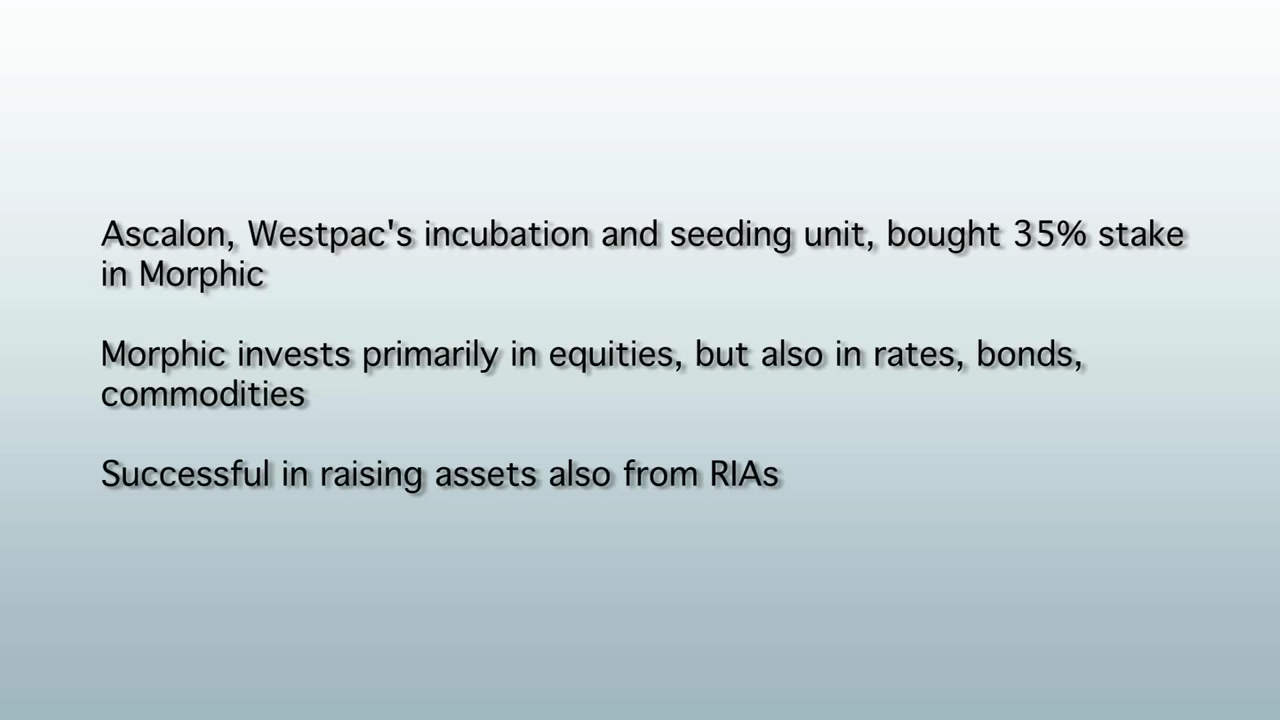 Ascalon, Westpac's incubation and seeding unit, bought 35% stake
in Morphic
Morphic invests primarily in equities, but also in rates, bonds,
commodities
Successful in raising assets also from RIAs